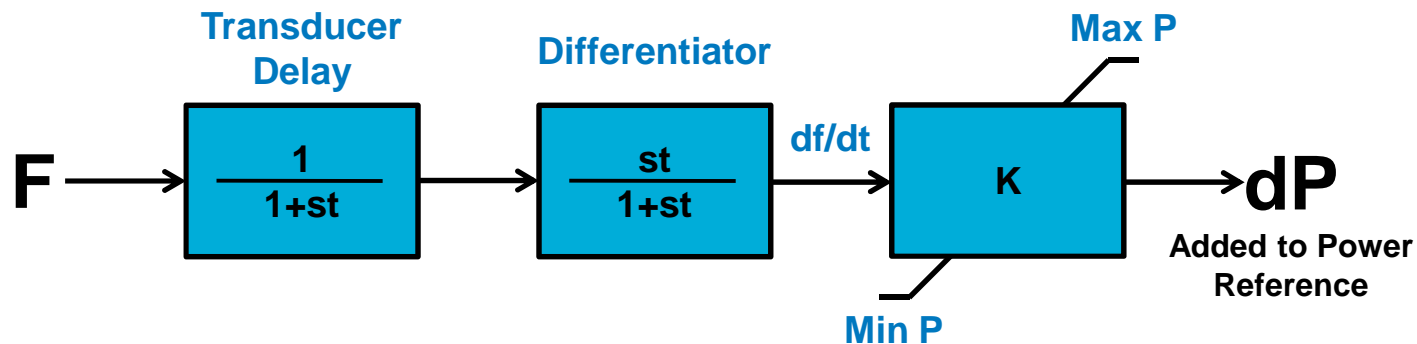 Transducer
Delay
Differentiator
Max P
F
1
1+st
st
1+st
df/dt
K
dP
Added to Power
Reference
Min P